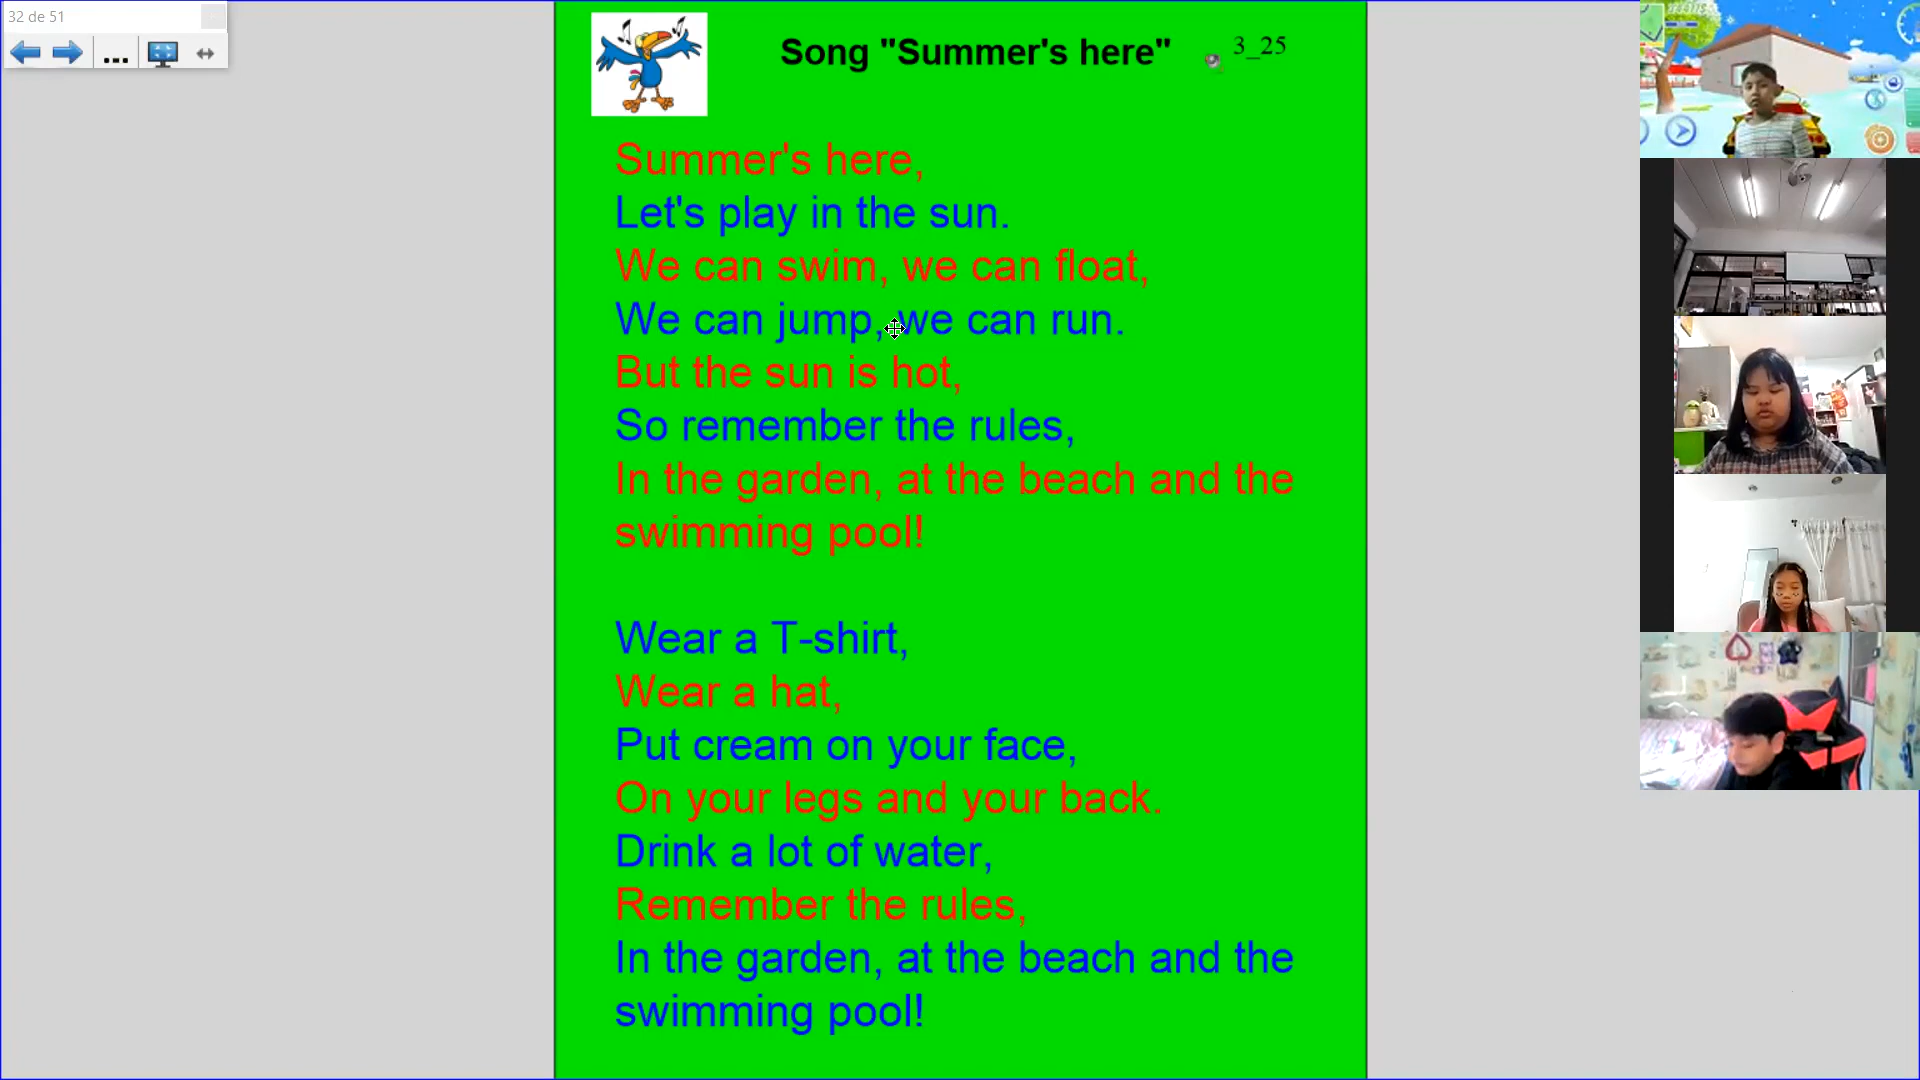 32 de 51
...
Song "Summer's here"
3_25
Summer's here,
Let's play in the sun.
We can swim, we can float,
We can jump, we can run.
But the sun is hot,
So remember the rules,
In the garden, at the beach and the
swimming pool!
Wear a T-shirt,
Wear a hat,
Put cream on your face,
On your legs and your back.
Drink a lot of water,
Remember the rules,
In the garden, at the beach and the
swimming pool!